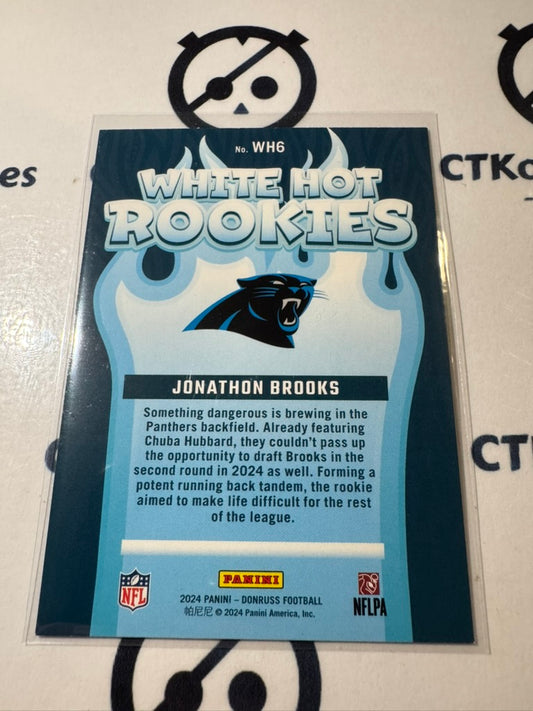 No. WH6
WHITE HOT
ROOKIES
JONATHON BROOKS
Something dangerous is brewing in the
Panthers backfield. Already featuring
Chuba Hubbard, they couldn't pass up
the opportunity to draft Brooks in the
second round in 2024 as well. Forming a
potent running back tandem, the rookie
aimed to make life difficult for the rest
of the league.
NFL
PANINI
NFLPA
2024 PANINI – DONRUSS FOOTBALL
帕尼尼 © 2024 Panini America, Inc.
es
CTKo
CT